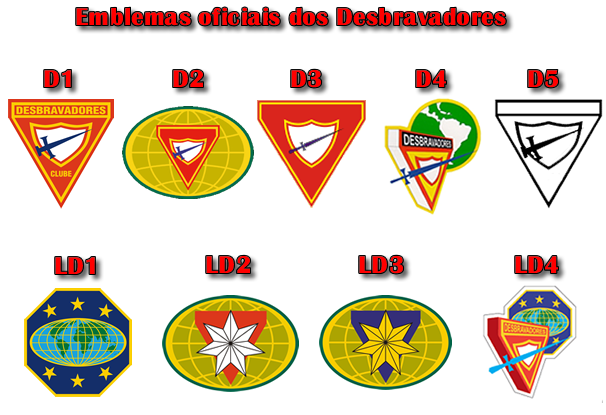 Emblemas oficiais dos Desbravadores
D1 D2 D3 D4 D5
DESBRAVADORES
CLUBE
DESBRAVADORES
LD1 LD2 LD3 LD4
DESBRAVADORES